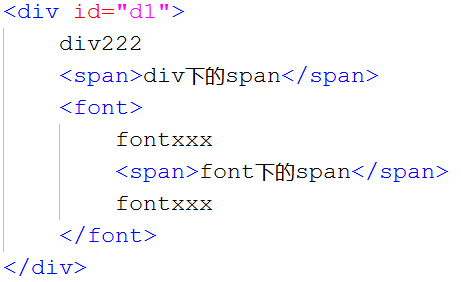 <div id="d1">
div222
<span>div下的span</span>
<font>
fontxxx
<span>font下的span</span>
fontxxx
</font>
</div>